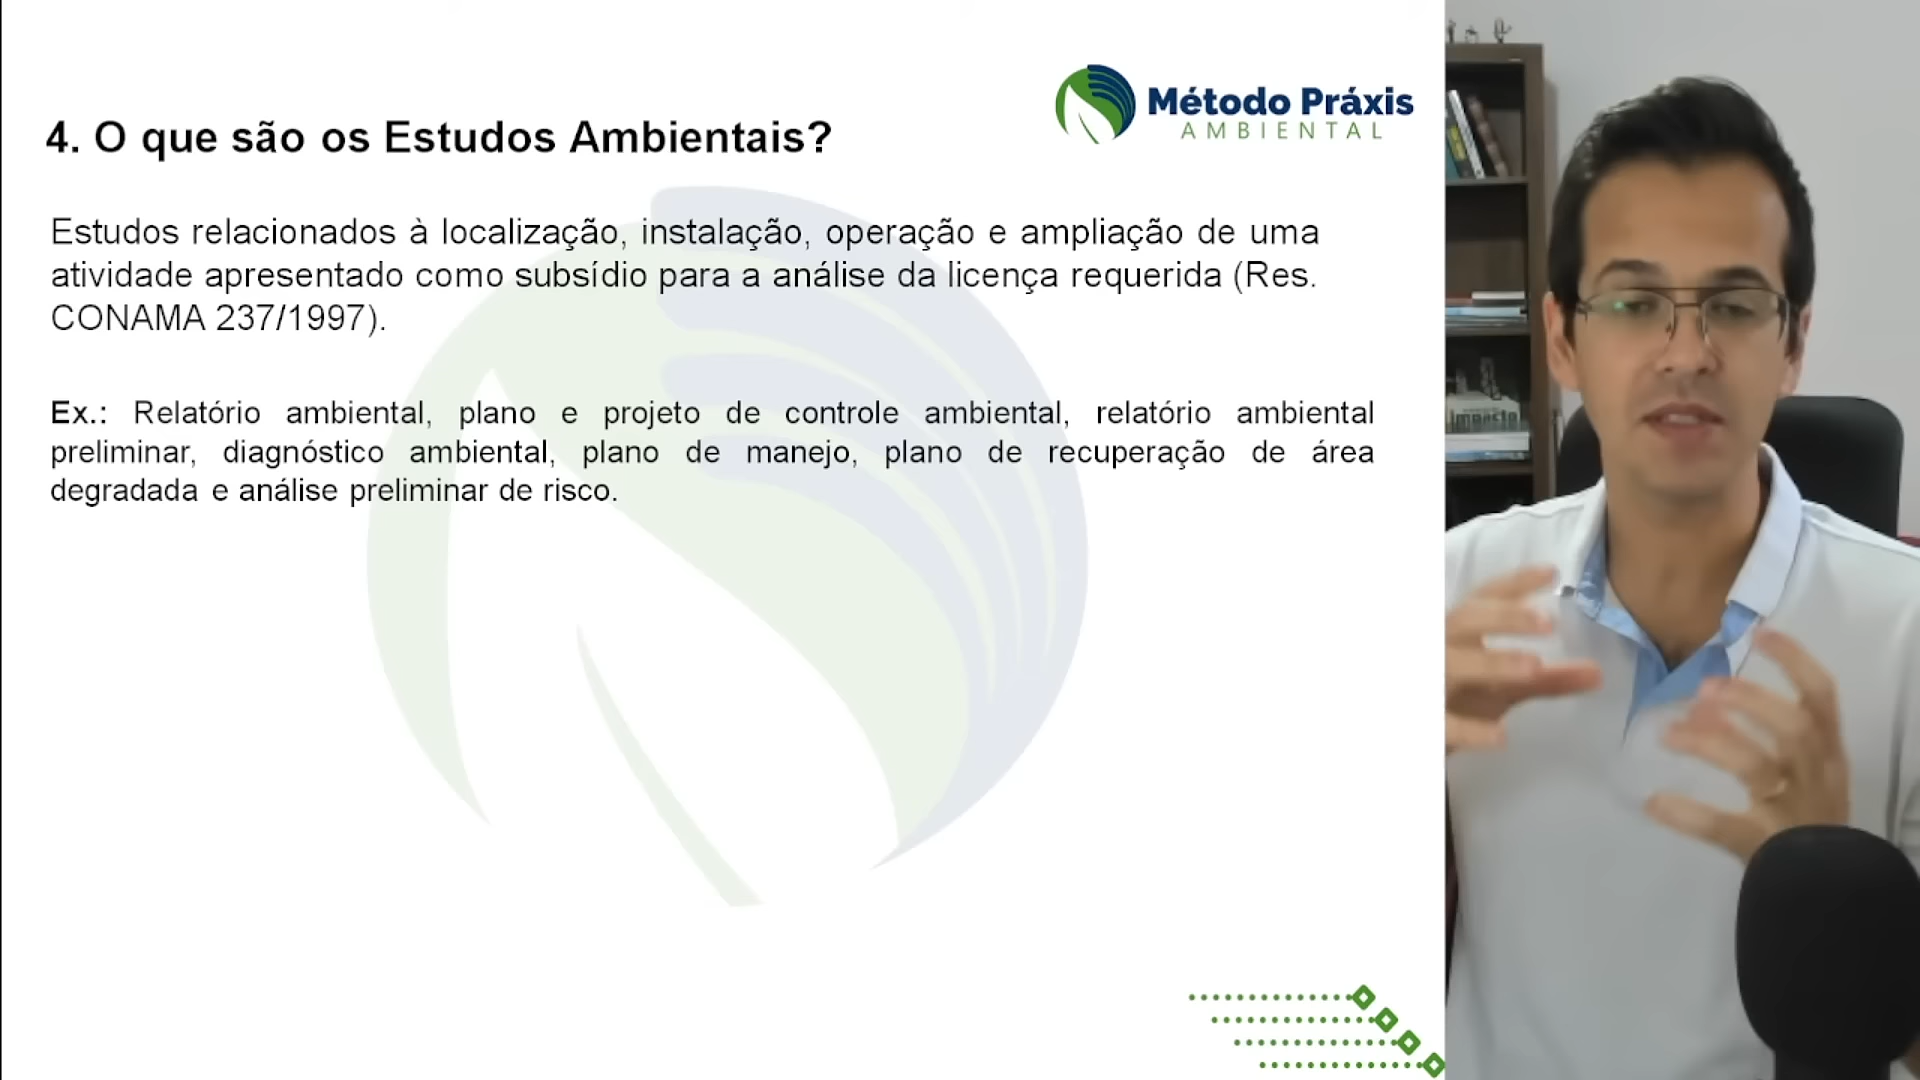 Método Práxis
AMBIENTAL
4. O que são os Estudos Ambientais?
Estudos relacionados à localização, instalação, operação e ampliação de uma
atividade apresentado como subsídio para a análise da licença requerida (Res.
CONAMA 237/1997).
Ex.: Relatório ambiental, plano e projeto de controle ambiental, relatório ambiental
preliminar, diagnóstico ambiental, plano de manejo, plano de recuperação de área
degradada e análise preliminar de risco.